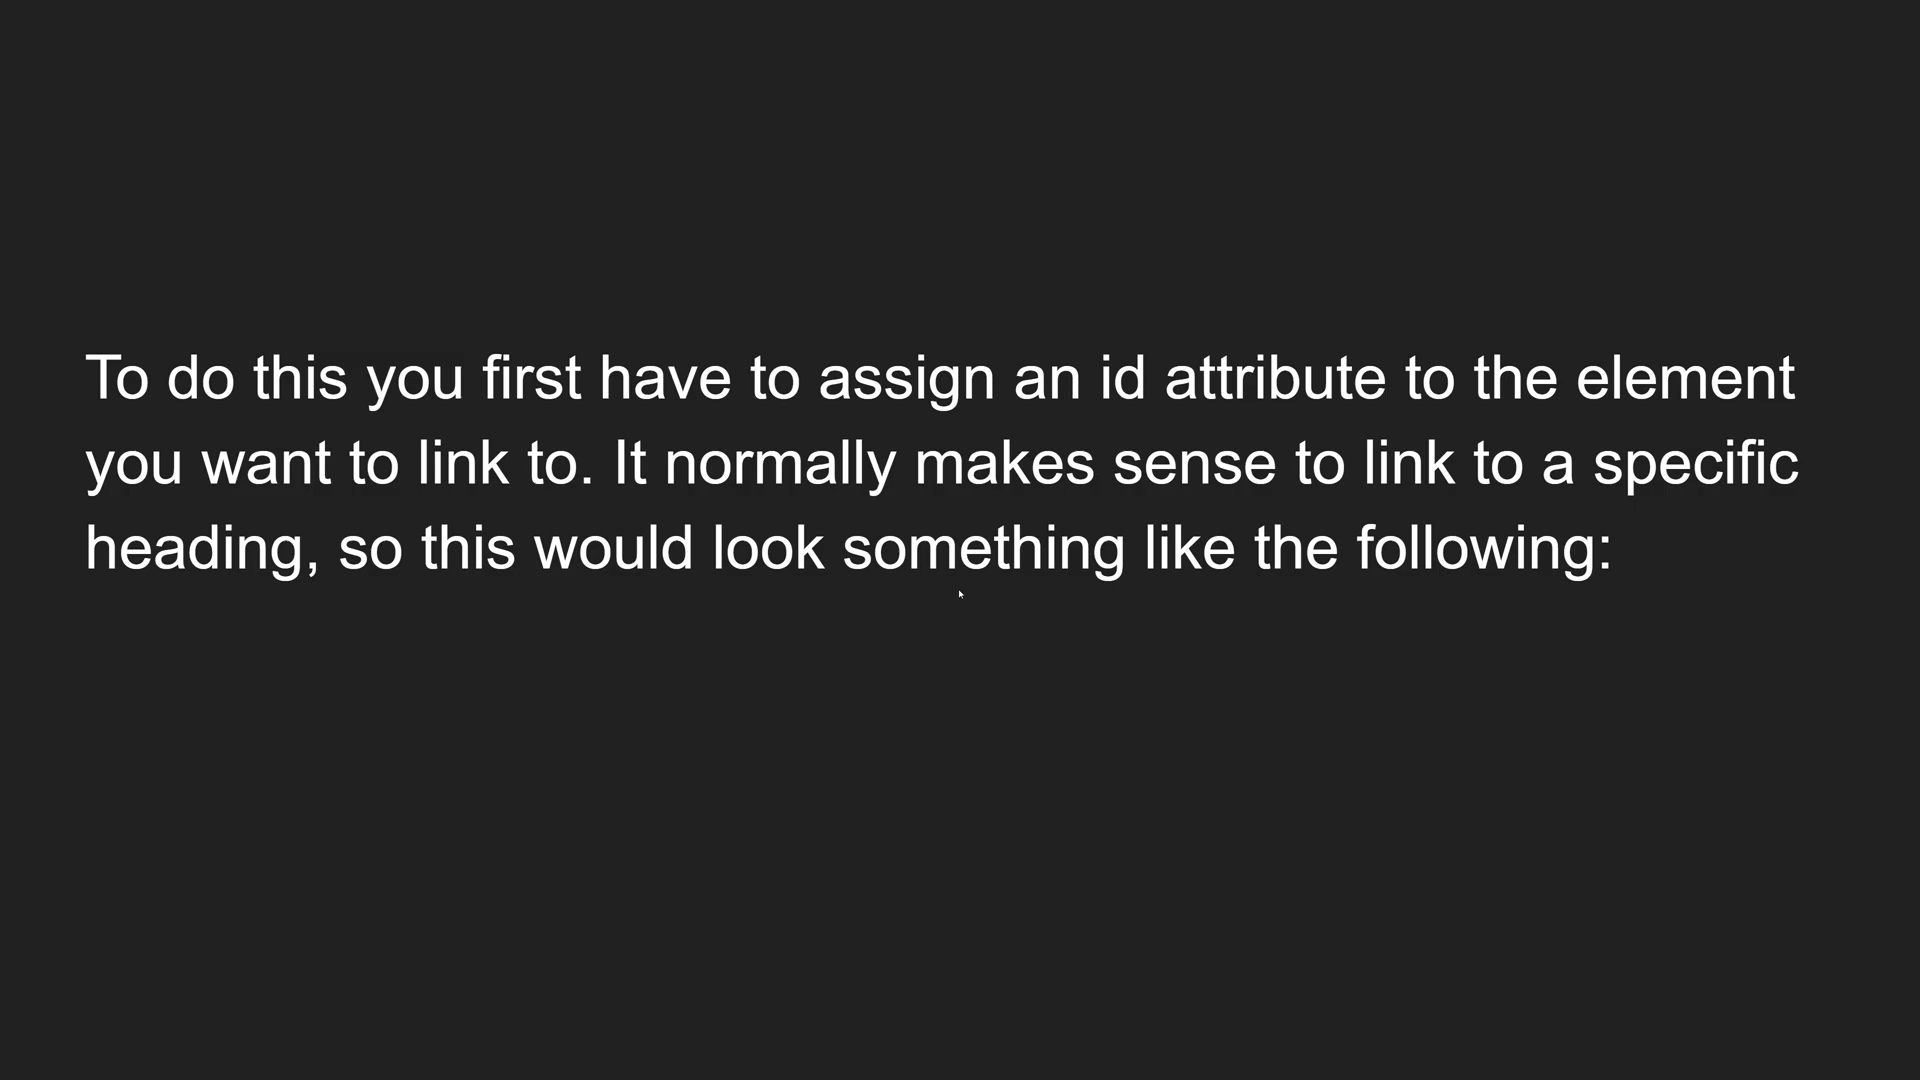 To do this you first have to assign an id attribute to the element
you want to link to. It normally makes sense to link to a specific
heading, so this would look something like the following: